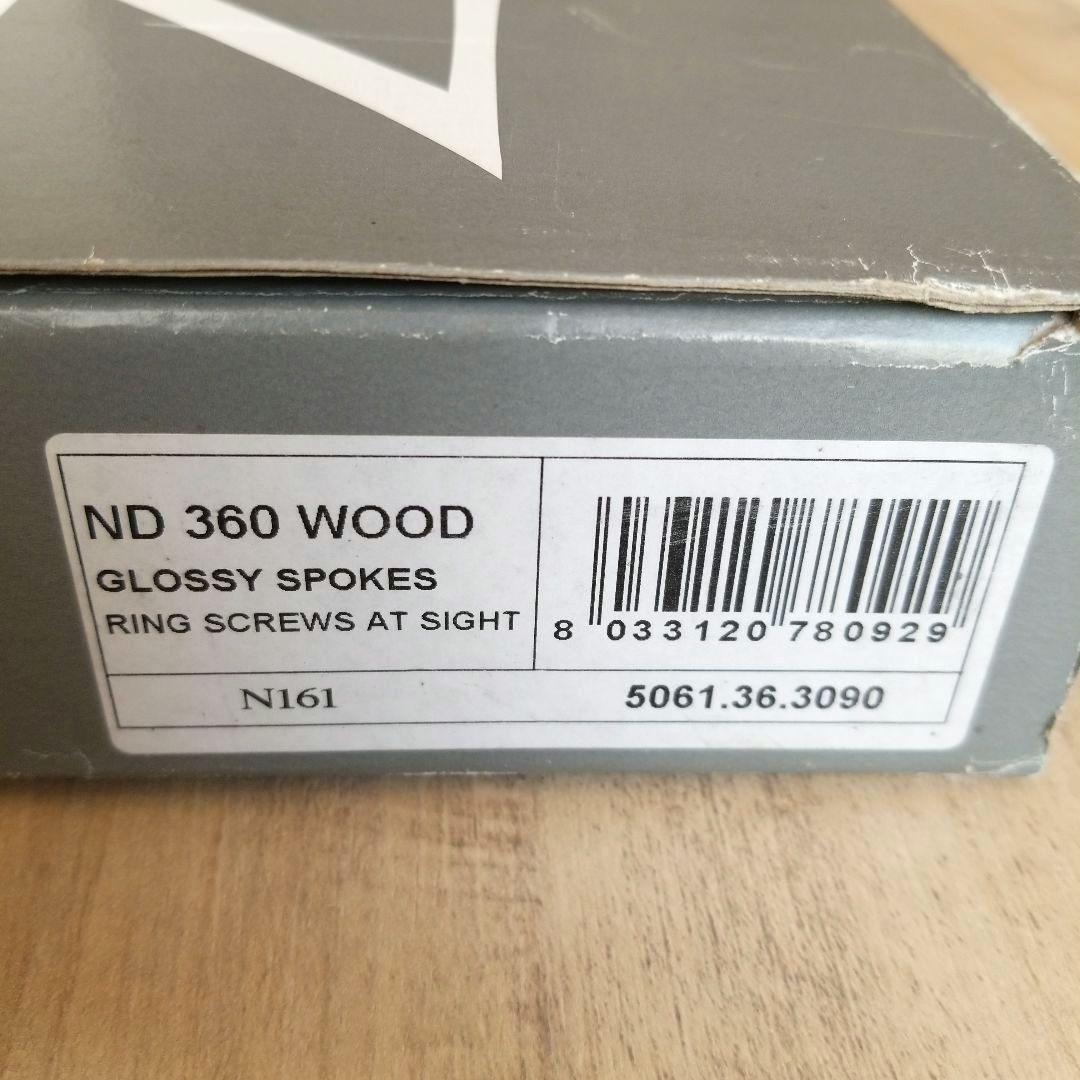 ND 360 WOOD
GLOSSY SPOKES
RING SCREWS AT SIGHT
8 033120 780929
N161
5061.36.3090